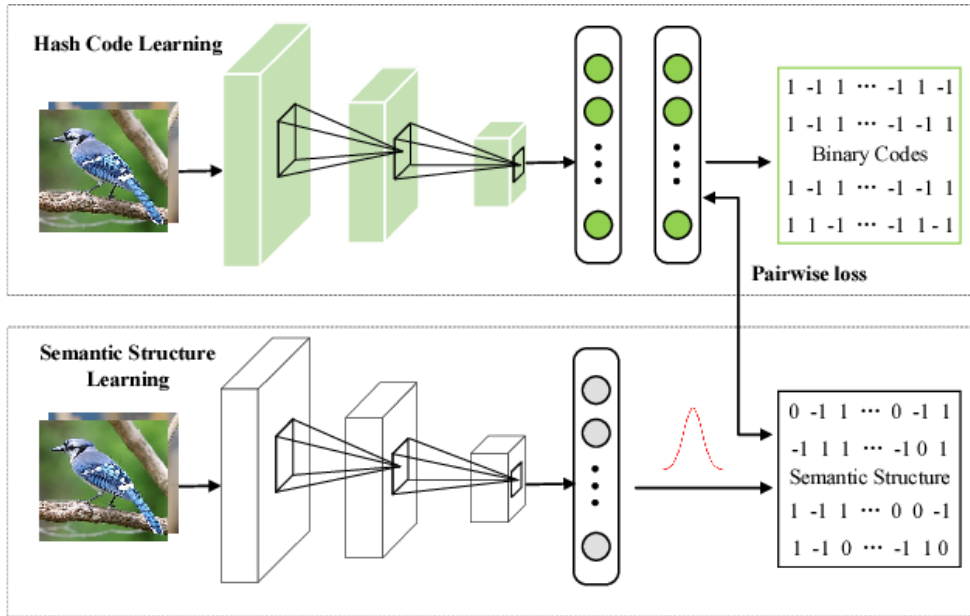 Hash Code Learning
1 -1 1 ··· -1 1 -1
1 -1 1 ··· -1 -1 1
Binary Codes
1 -1 1 ··· -1 -1 1
1 1 -1 ··· -1 1 - 1
Pairwise loss
Semantic Structure
Learning
0 -1 1 ··· 0 -1 1
-1 1 1 ··· -1 0 1
Semantic Structure
1 -1 1 ··· 0 0 -1
1 -1 0 ··· -1 1 0